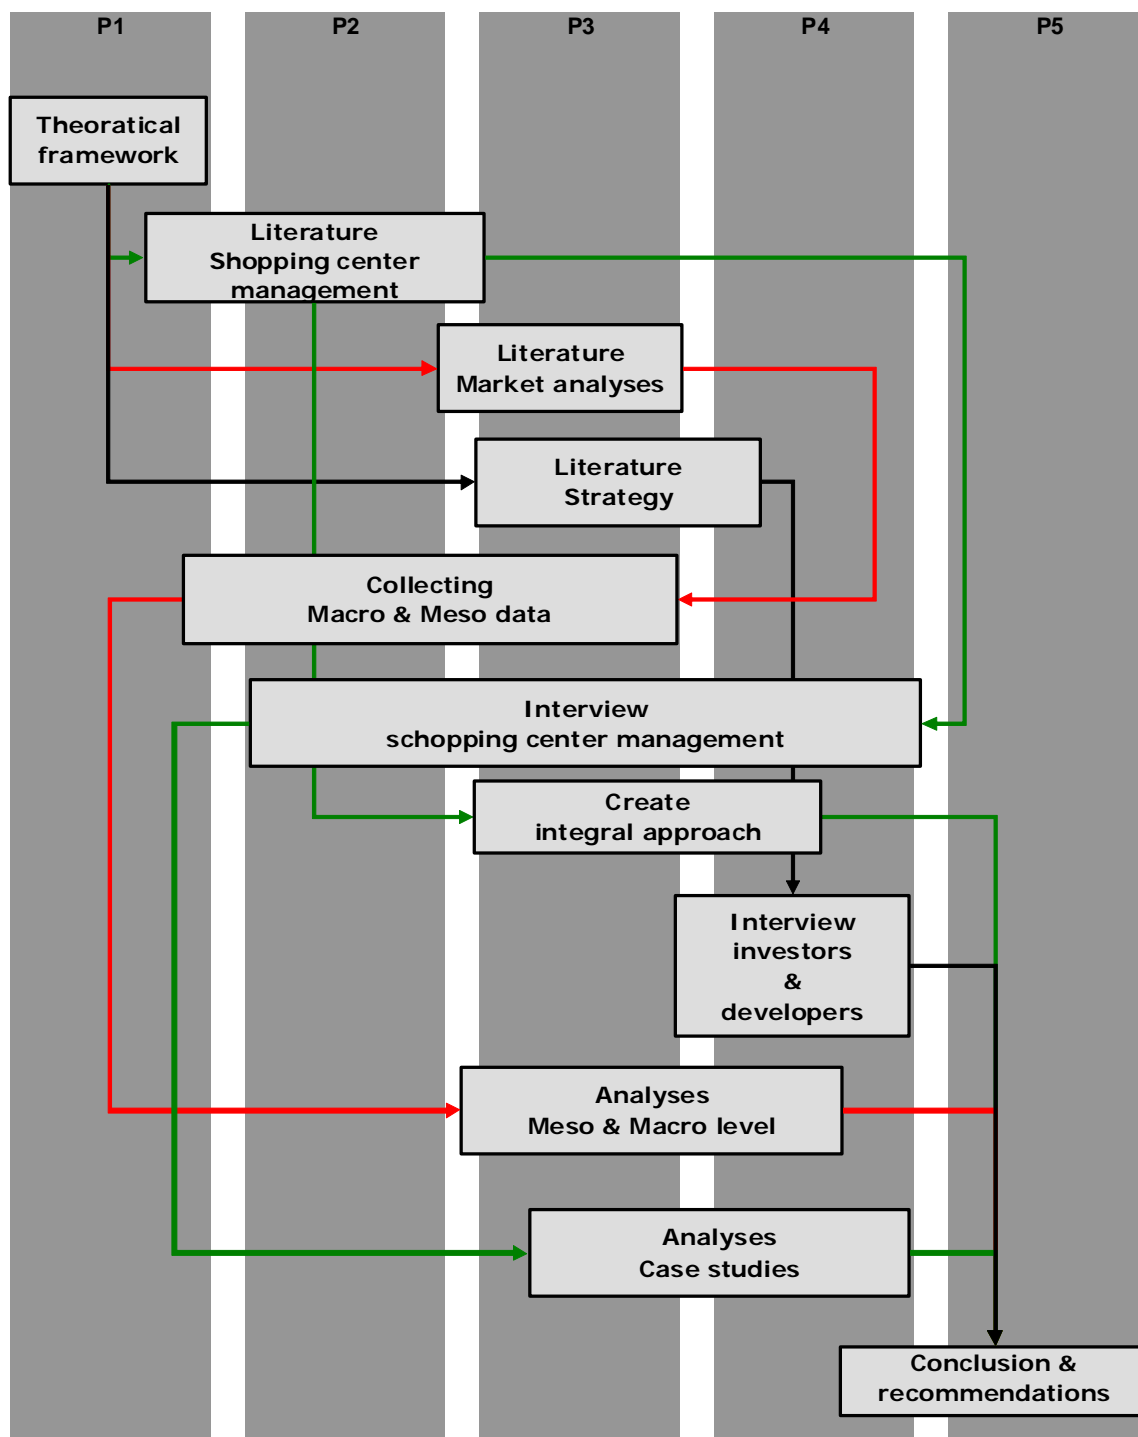 P1
P2
P3
P4
P5
Theoratical
framework
Literature
Shopping center
management
Literature
Market analyses
Literature
Strategy
Collecting
Macro & Meso data
Interview
schopping center management
Create
integral approach
Interview
investors
&
developers
Analyses
Meso & Macro level
Analyses
Case studies
Conclusion &
recommendations